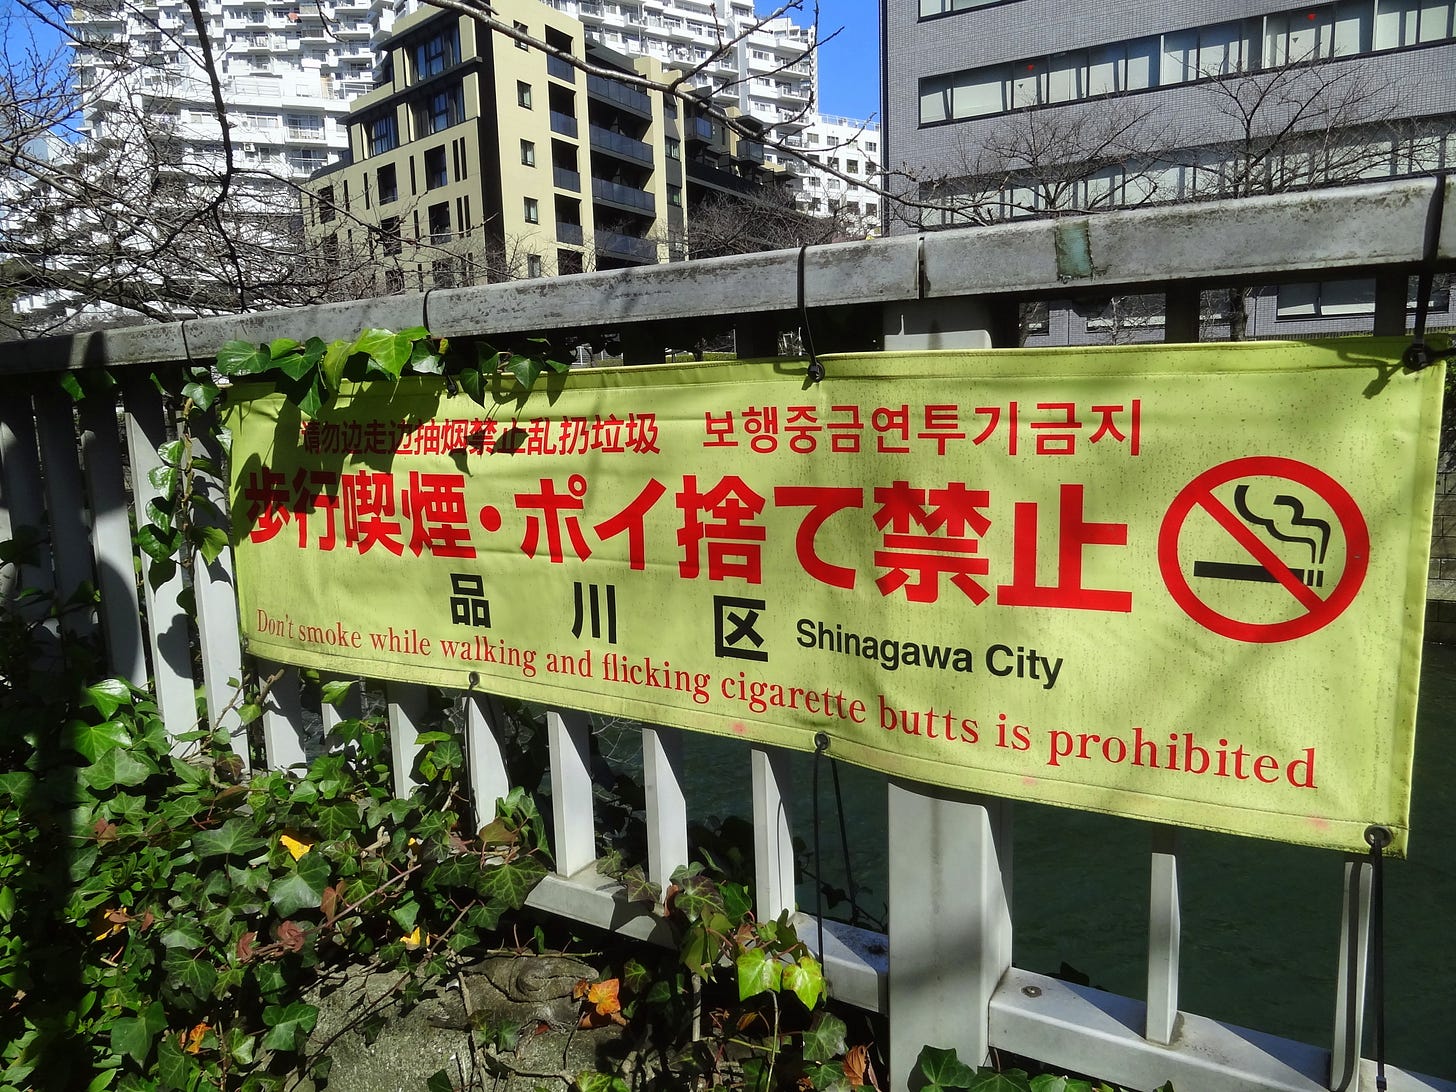 请勿边走边抽烟禁止乱扔垃圾 보행중금연투기금지
歩行喫煙・ポイ捨て禁止
品川区 Shinagawa City
Don't smoke while walking and flicking cigarette butts is prohibited